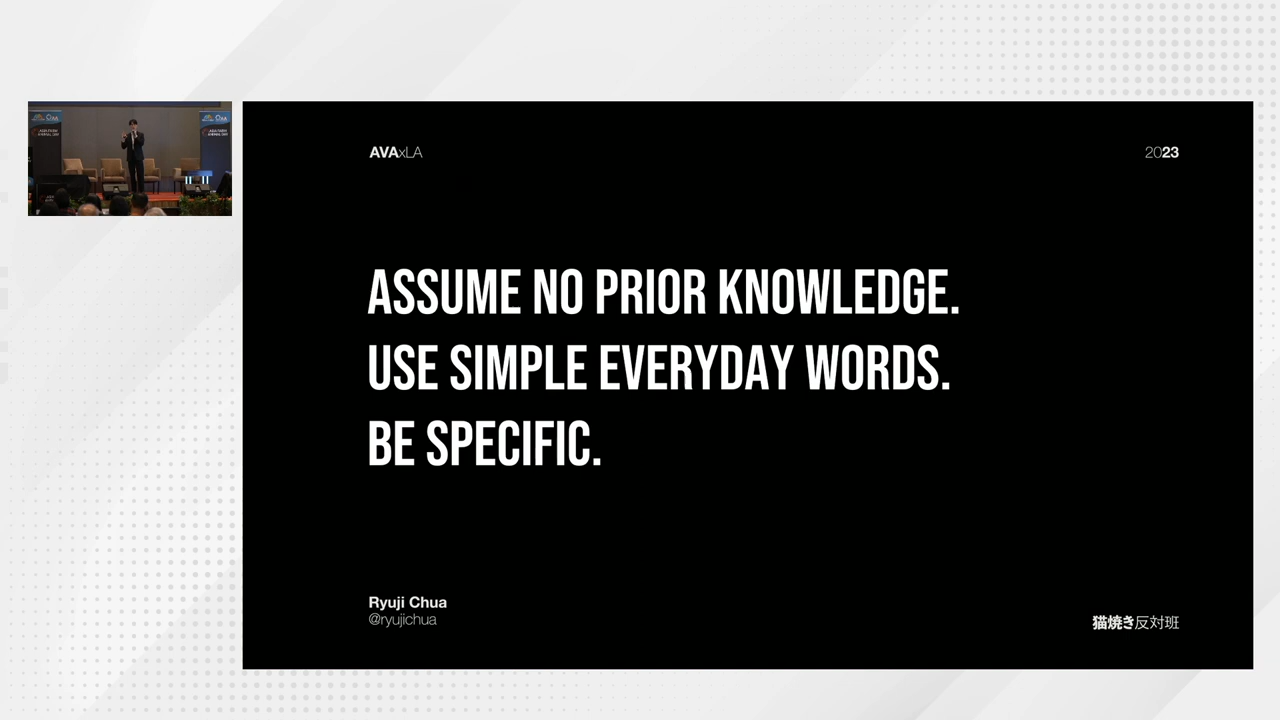 AVAxLA
2023
ASSUME NO PRIOR KNOWLEDGE.
USE SIMPLE EVERYDAY WORDS.
BE SPECIFIC.
Ryuji Chua
@ryujichua
猫焼き反対班